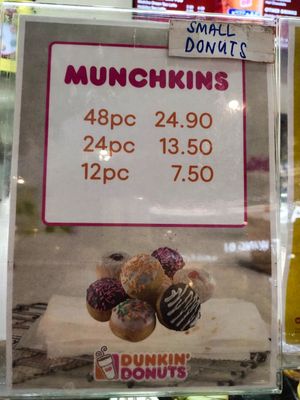 SMALL
DONUTS
MUNCHKINS
48pc 24.90
24pc 13.50
12pc 7.50
DUNKIN'
DONUTS